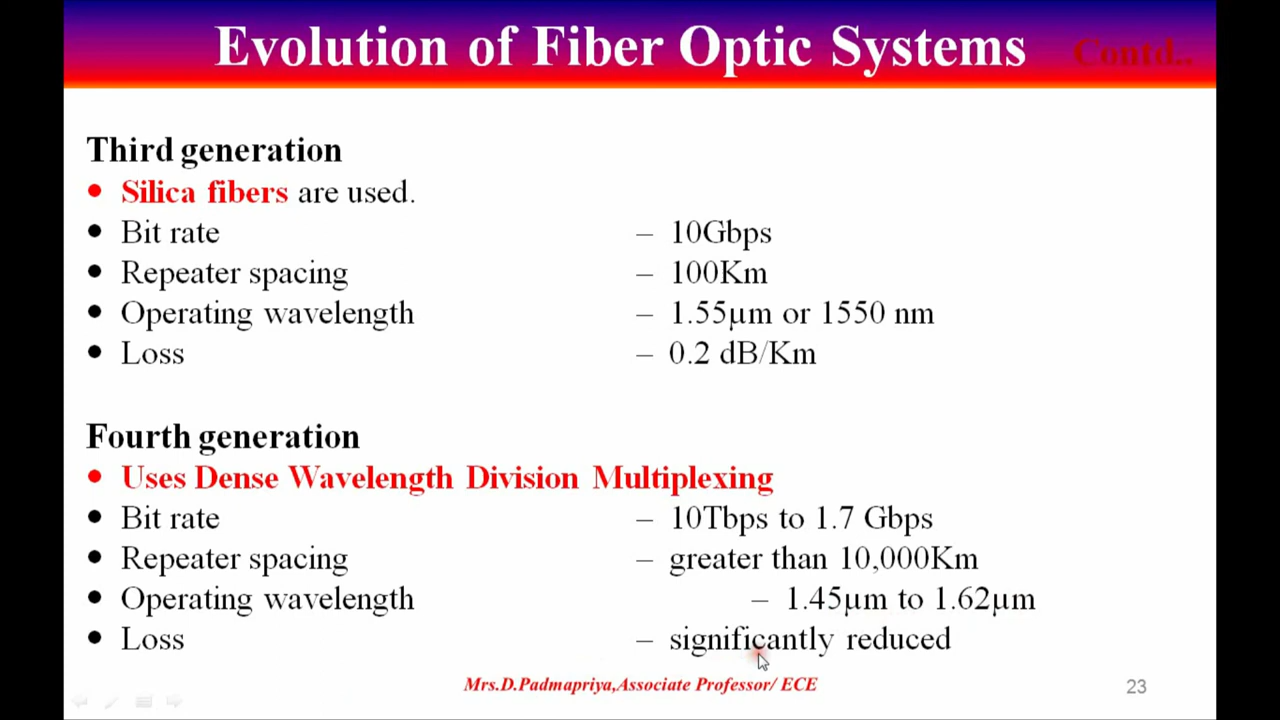 Evolution of Fiber Optic Systems Contd..
Third generation
• Silica fibers are used.
• Bit rate – 10Gbps
• Repeater spacing – 100Km
• Operating wavelength – 1.55µm or 1550 nm
• Loss – 0.2 dB/Km
Fourth generation
• Uses Dense Wavelength Division Multiplexing
• Bit rate – 10Tbps to 1.7 Gbps
• Repeater spacing – greater than 10,000Km
• Operating wavelength – 1.45µm to 1.62µm
• Loss – significantly reduced
Mrs.D.Padmapriya,Associate Professor/ ECE 23